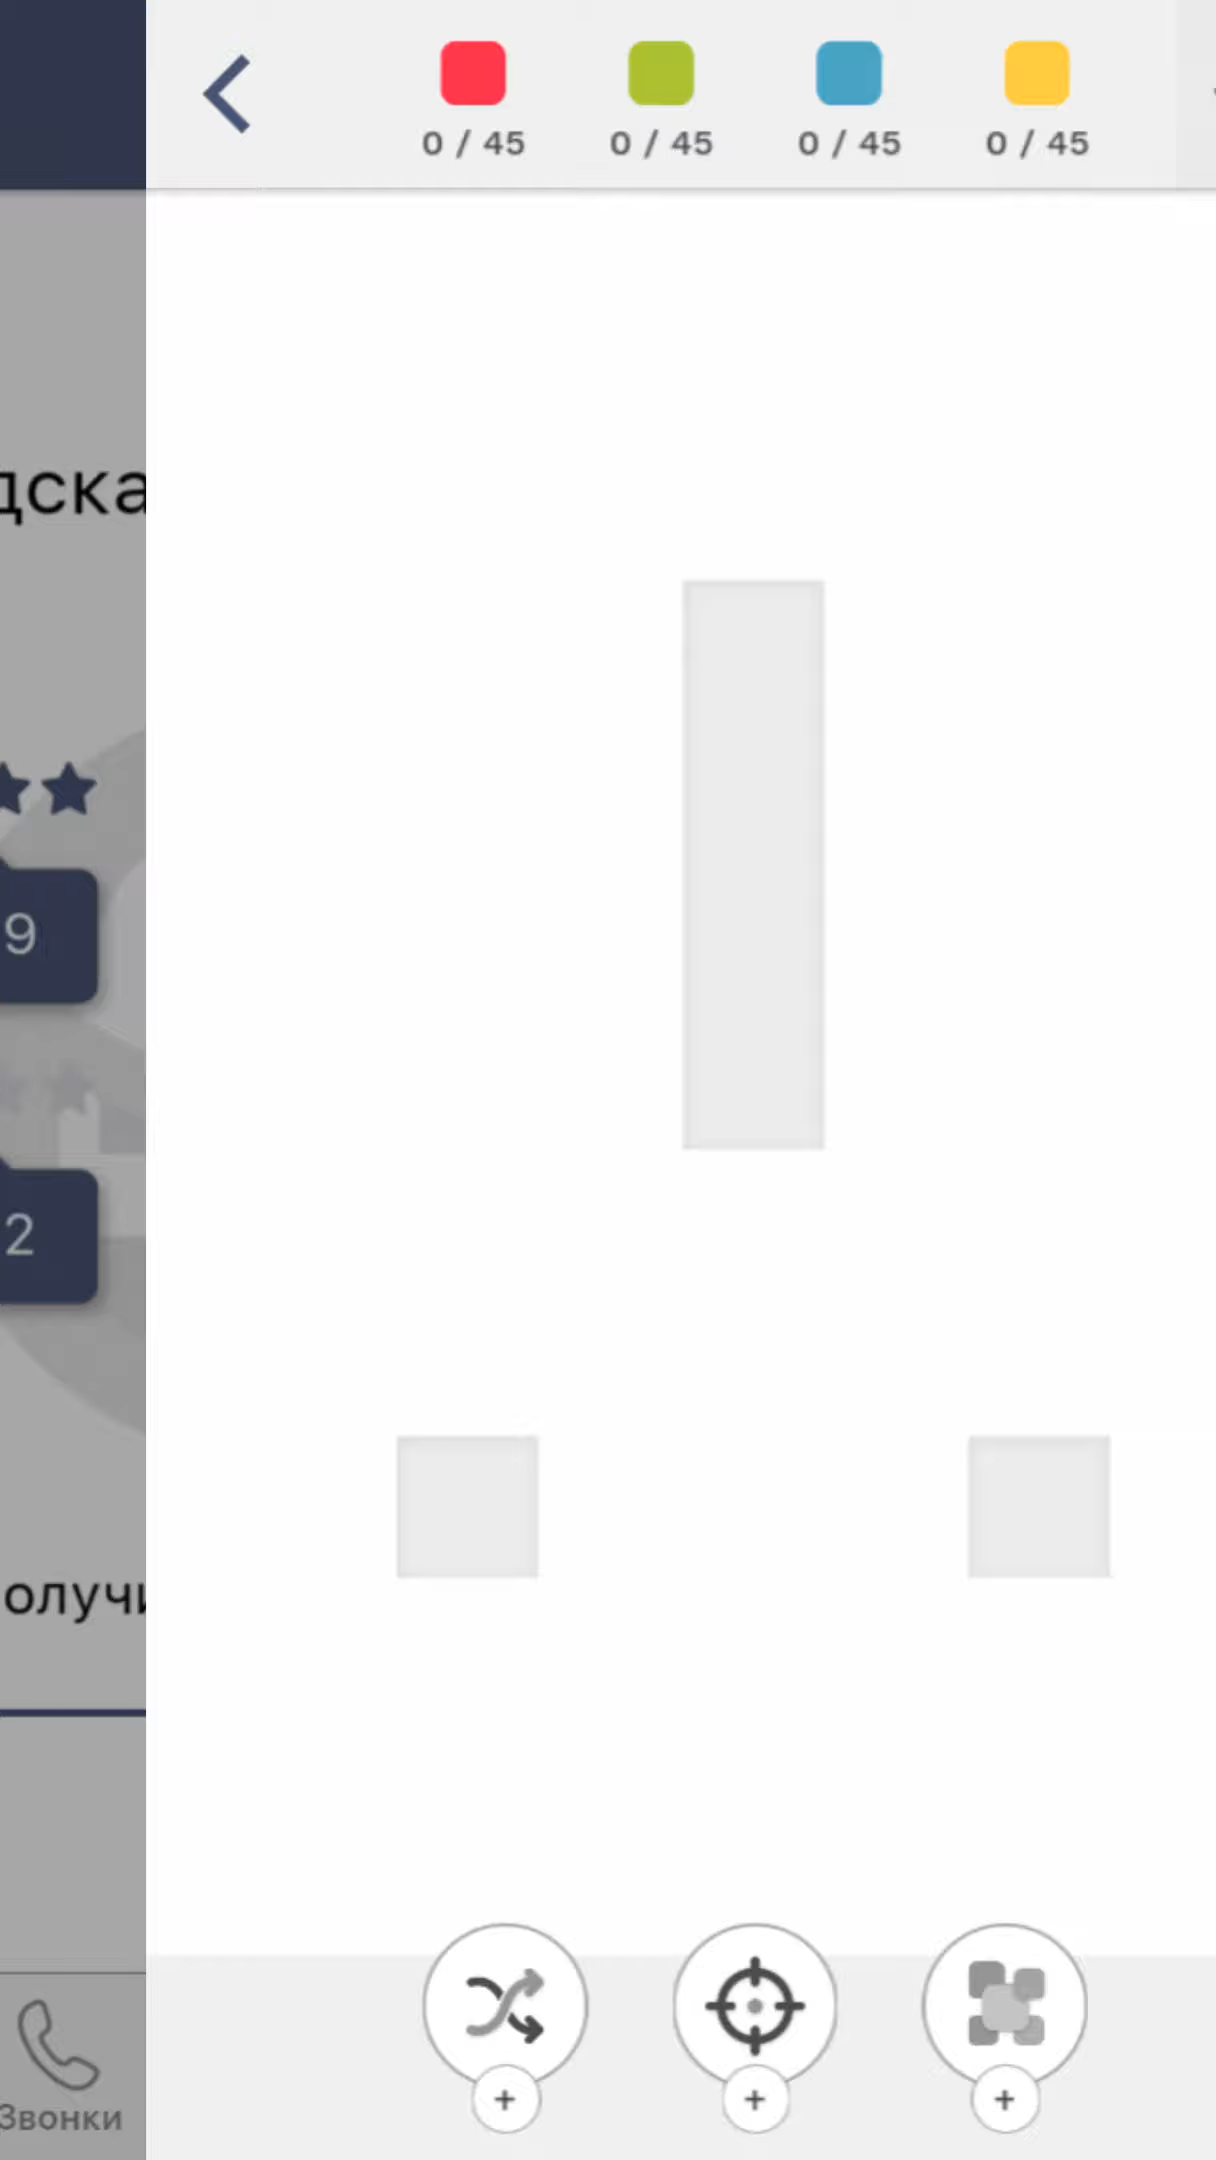 0 / 45 0 / 45 0 / 45 0 / 45
дска
9
2
олучи
Звонки
+ + +